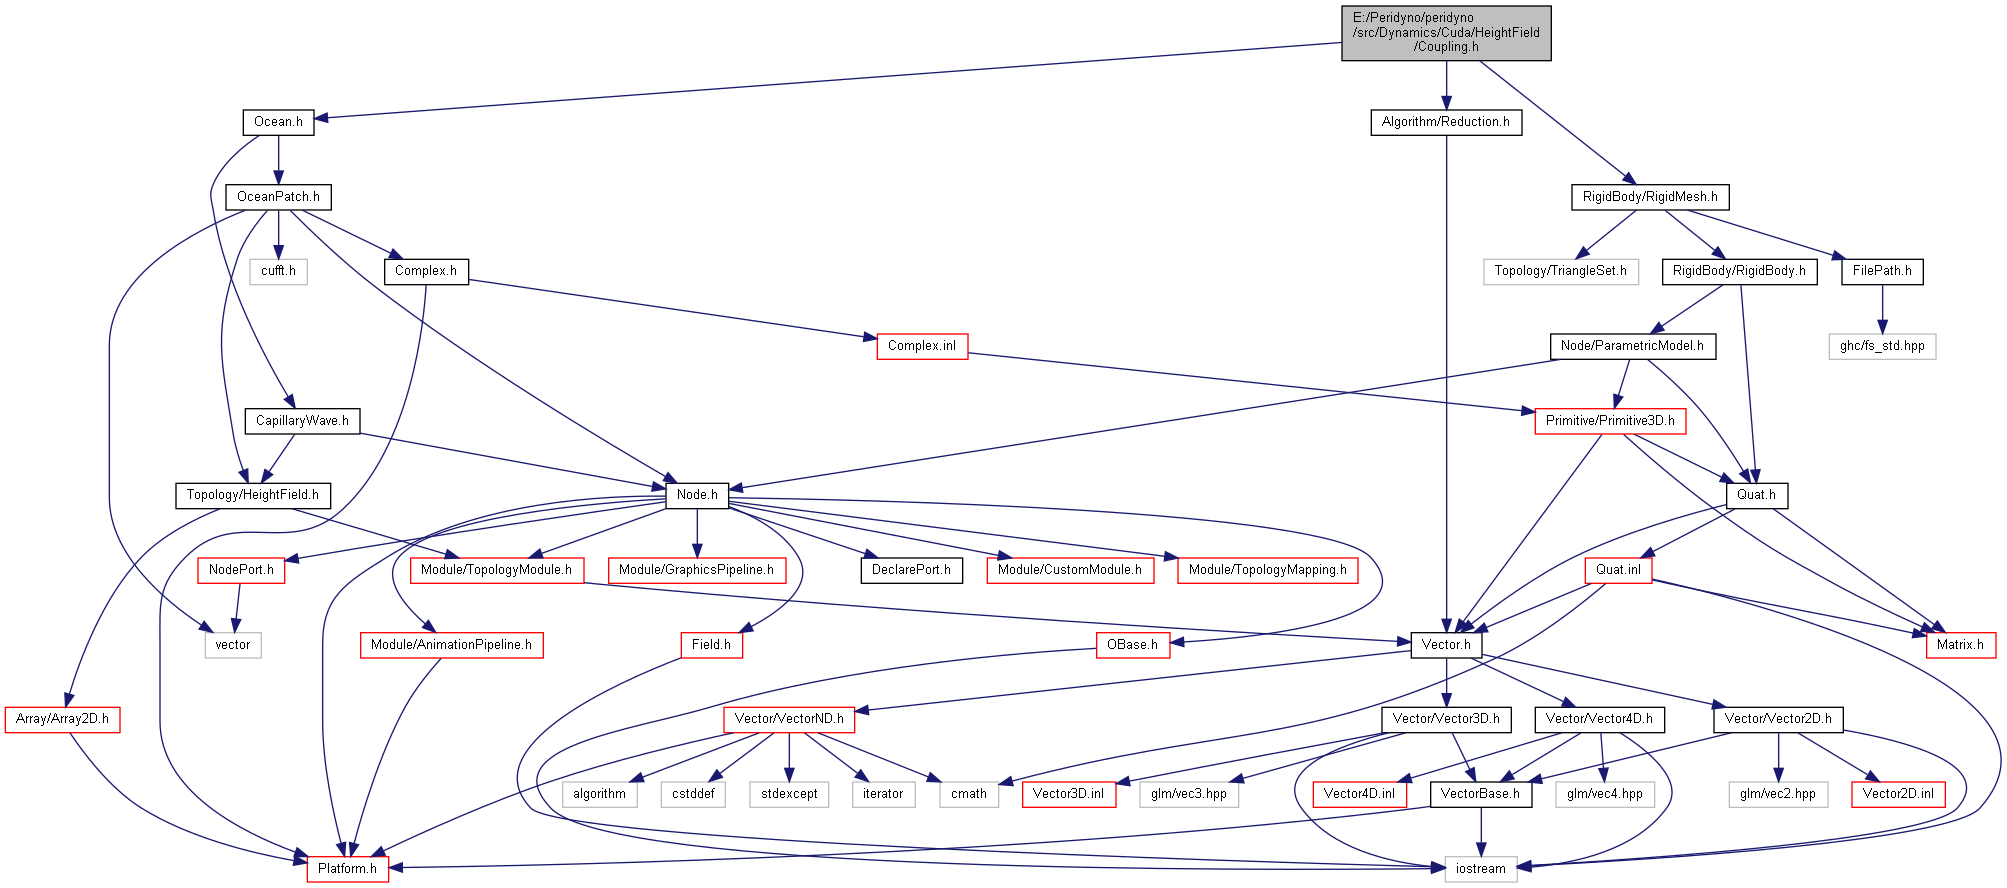 E:/Peridyno/peridyno
/src/Dynamics/Cuda/HeightField
/Coupling.h
Ocean.h
Algorithm/Reduction.h
OceanPatch.h
RigidBody/RigidMesh.h
cufft.h
Complex.h
Topology/TriangleSet.h
RigidBody/RigidBody.h
FilePath.h
Complex.inl
Node/ParametricModel.h
ghc/fs_std.hpp
CapillaryWave.h
Primitive/Primitive3D.h
Topology/HeightField.h
Node.h
Quat.h
NodePort.h
Module/TopologyModule.h
Module/GraphicsPipeline.h
DeclarePort.h
Module/CustomModule.h
Module/TopologyMapping.h
Quat.inl
vector
Module/AnimationPipeline.h
Field.h
OBase.h
Vector.h
Matrix.h
Array/Array2D.h
Vector/VectorND.h
Vector/Vector3D.h
Vector/Vector4D.h
Vector/Vector2D.h
algorithm
cstddef
stdexcept
iterator
cmath
Vector3D.inl
glm/vec3.hpp
Vector4D.inl
VectorBase.h
glm/vec4.hpp
glm/vec2.hpp
Vector2D.inl
Platform.h
iostream